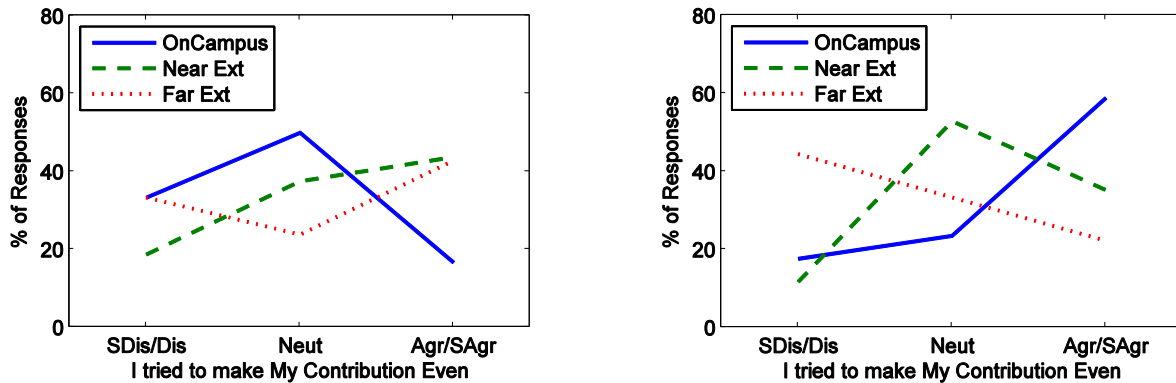 80
60
40
20
0
% of Responses
OnCampus
Near Ext
Far Ext
SDis/Dis Neut Agr/SAgr
I tried to make My Contribution Even
80
60
40
20
0
% of Responses
OnCampus
Near Ext
Far Ext
SDis/Dis Neut Agr/SAgr
I tried to make My Contribution Even